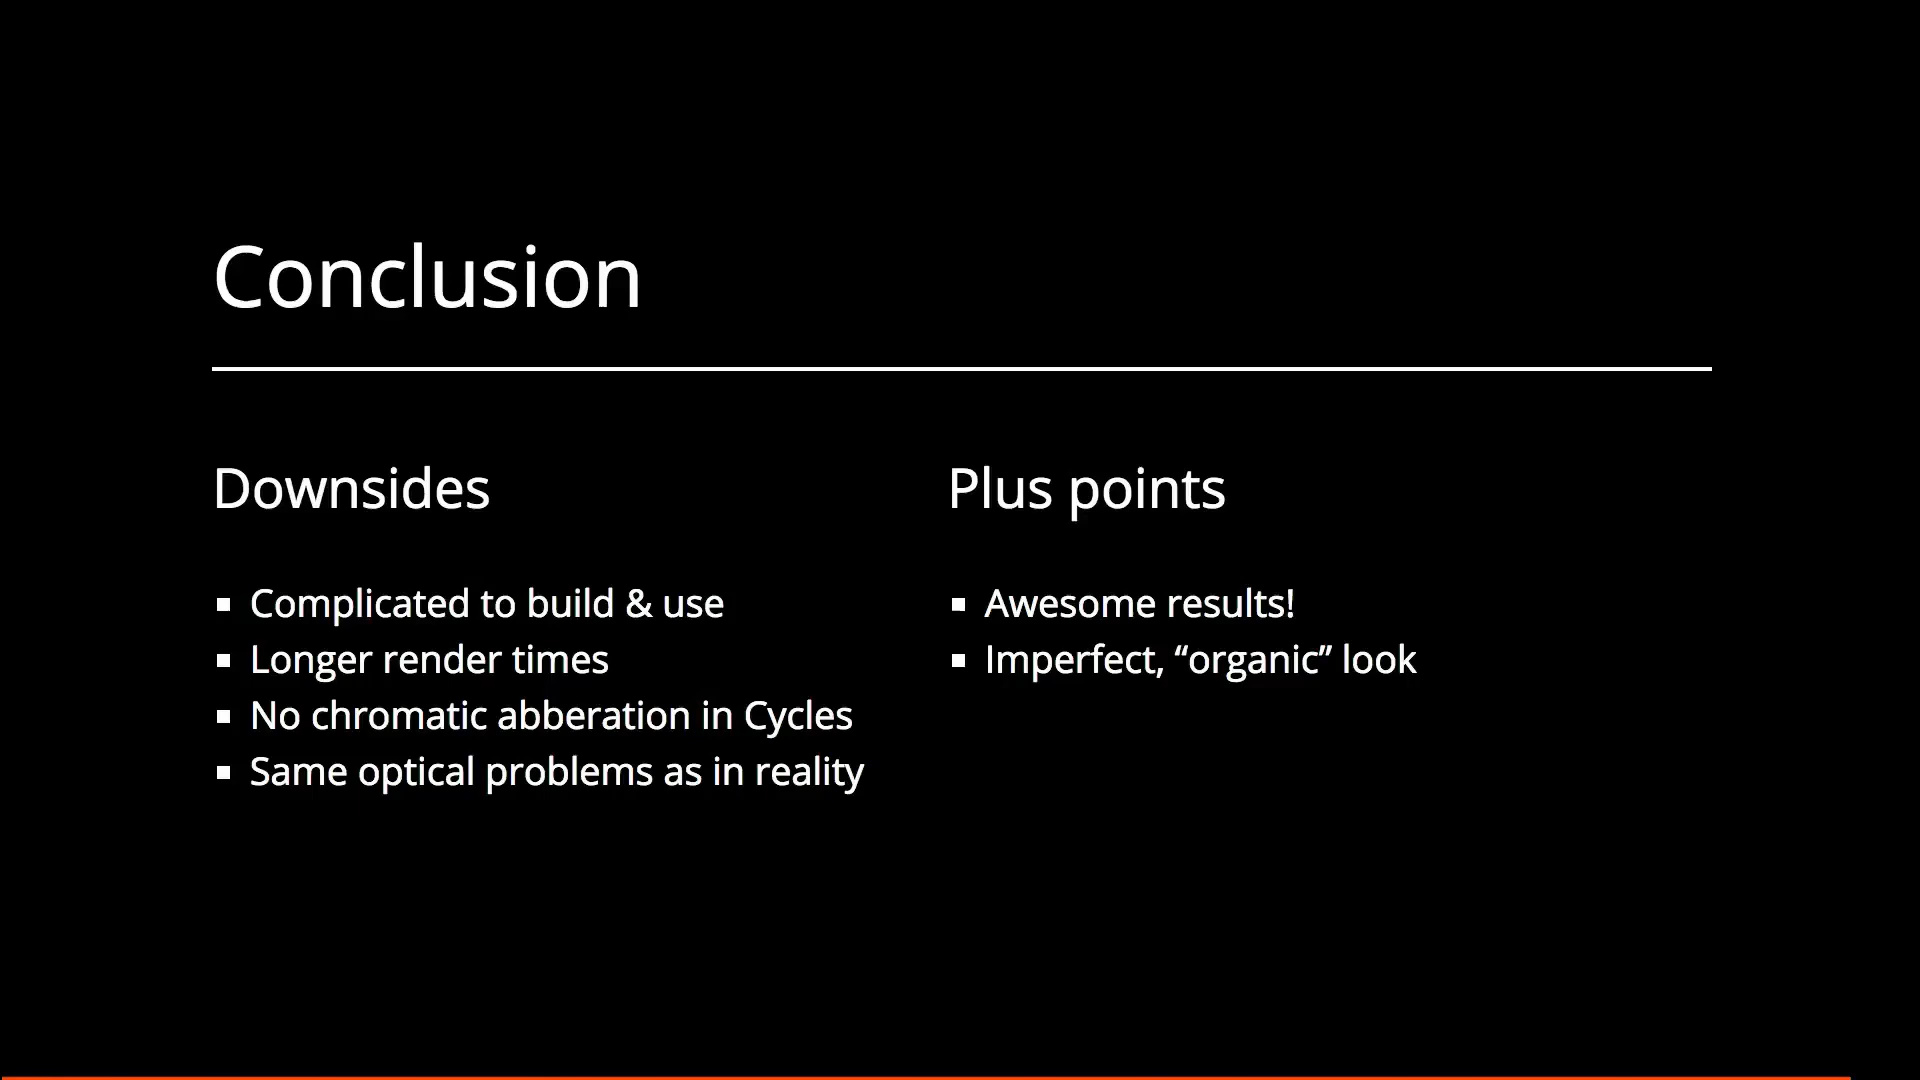 Conclusion
Downsides
▪ Complicated to build & use
▪ Longer render times
▪ No chromatic abberation in Cycles
▪ Same optical problems as in reality
Plus points
▪ Awesome results!
▪ Imperfect, “organic” look